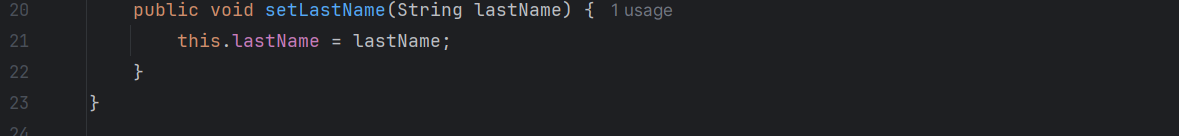 20 public void setLastName(String lastName) { 1 usage
21 this.lastName = lastName;
22 }
23 }
24